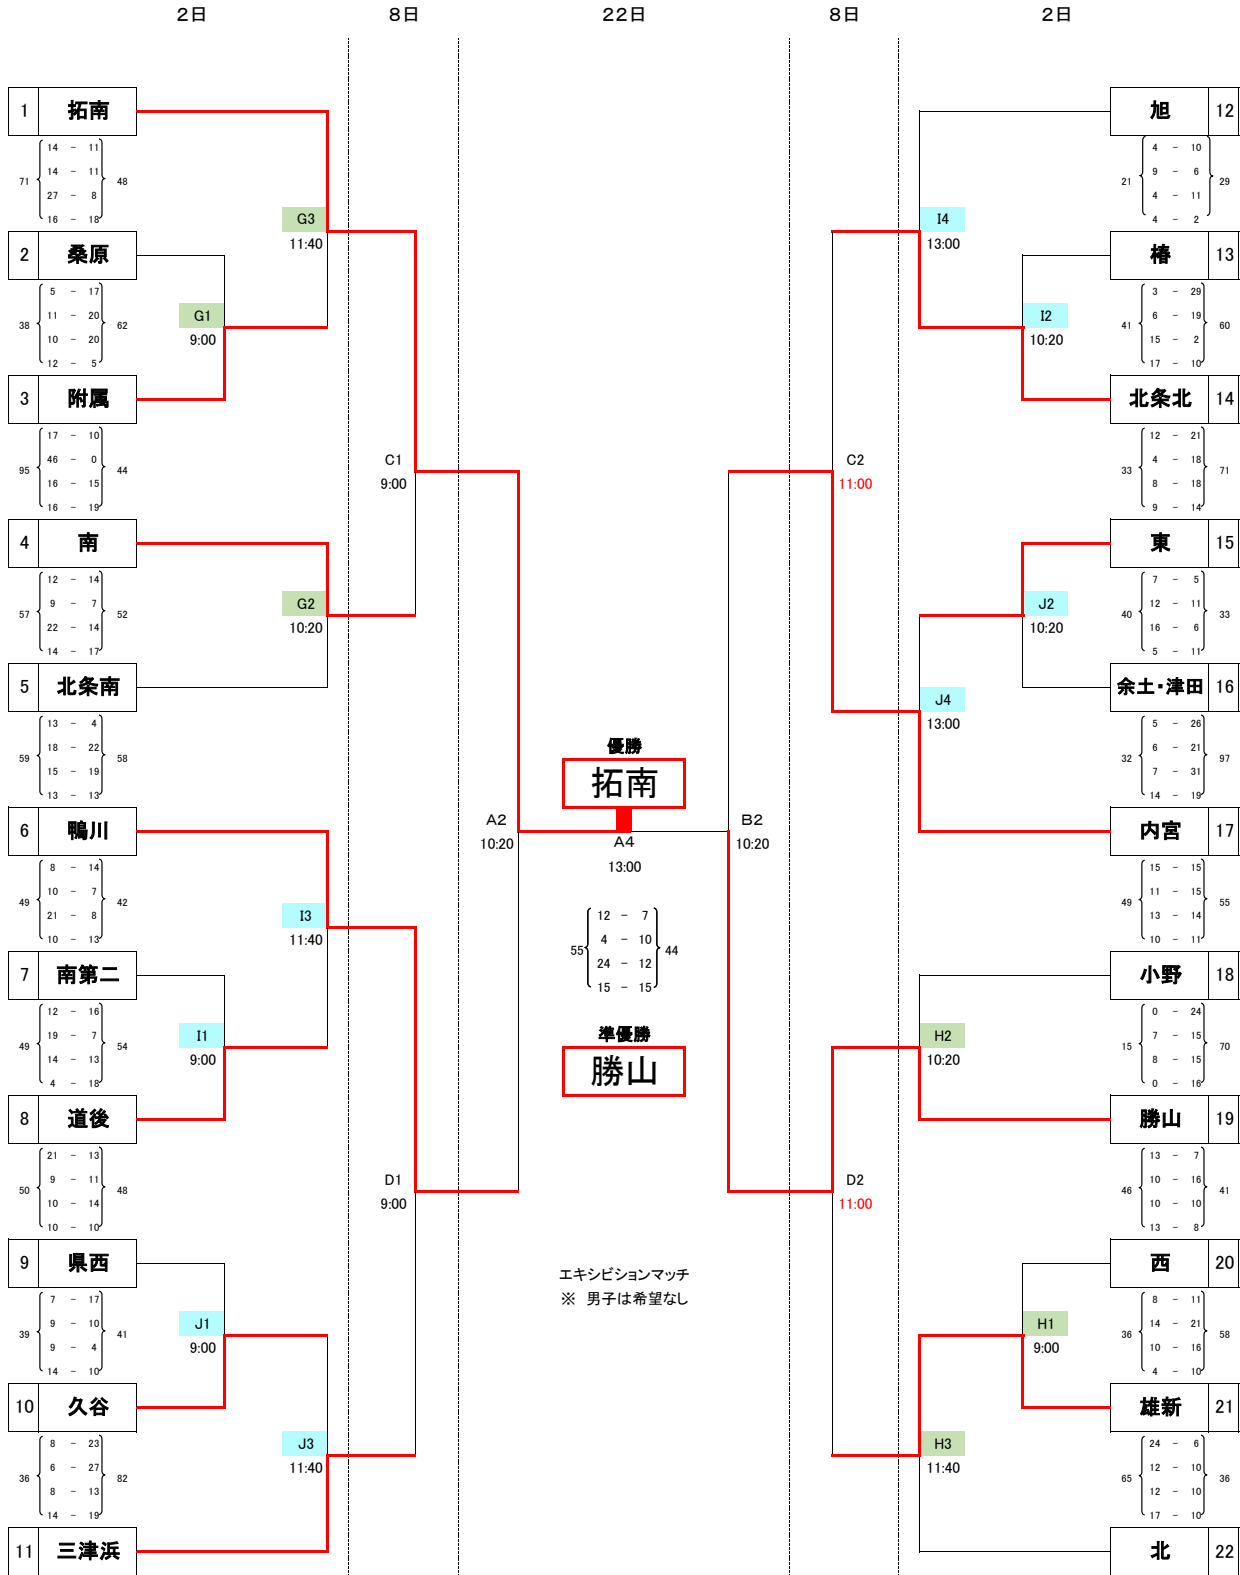 2日 8日 22日 8日 2日
1 拓南
14 - 11
14 - 11
71 48
27 - 8
16 - 18
G3
11:40
2 桑原
5 - 17
11 - 20
38 62
10 - 20
12 - 5
G1
9:00
3 附属
17 - 10
46 - 0
95 44
16 - 15
16 - 19
C1
9:00
4 南
12 - 14
9 - 7
57 52
22 - 14
14 - 17
G2
10:20
5 北条南
13 - 4
18 - 22
59 58
15 - 19
13 - 13
6 鴨川
8 - 14
10 - 7
49 42
21 - 8
10 - 13
I3
11:40
7 南第二
12 - 16
19 - 7
49 54
14 - 13
4 - 18
I1
9:00
8 道後
21 - 13
9 - 11
50 48
10 - 14
10 - 10
D1
9:00
9 県西
7 - 17
9 - 10
39 41
9 - 4
14 - 10
J1
9:00
10 久谷
8 - 23
6 - 27
36 82
8 - 13
14 - 19
J3
11:40
11 三津浜
A2
10:20
優勝
拓南
A4
13:00
12 - 7
4 - 10
55 44
24 - 12
15 - 15
準優勝
勝山
エキシビションマッチ
※ 男子は希望なし
B2
10:20
旭 12
4 - 10
9 - 6
21 29
4 - 11
4 - 2
I4
13:00
椿 13
3 - 29
6 - 19
41 60
15 - 2
17 - 10
I2
10:20
北条北 14
12 - 21
4 - 18
33 71
8 - 18
9 - 14
C2
11:00
東 15
7 - 5
12 - 11
40 33
16 - 6
5 - 11
J2
10:20
余土・津田 16
5 - 26
6 - 21
32 97
7 - 31
14 - 19
J4
13:00
内宮 17
15 - 15
11 - 15
49 55
13 - 14
10 - 11
小野 18
0 - 24
7 - 15
15 70
8 - 15
0 - 16
H2
10:20
勝山 19
13 - 7
10 - 16
46 41
10 - 10
13 - 8
D2
11:00
西 20
8 - 11
14 - 21
36 58
10 - 16
4 - 10
H1
9:00
雄新 21
24 - 6
12 - 10
65 36
12 - 10
17 - 10
H3
11:40
北 22